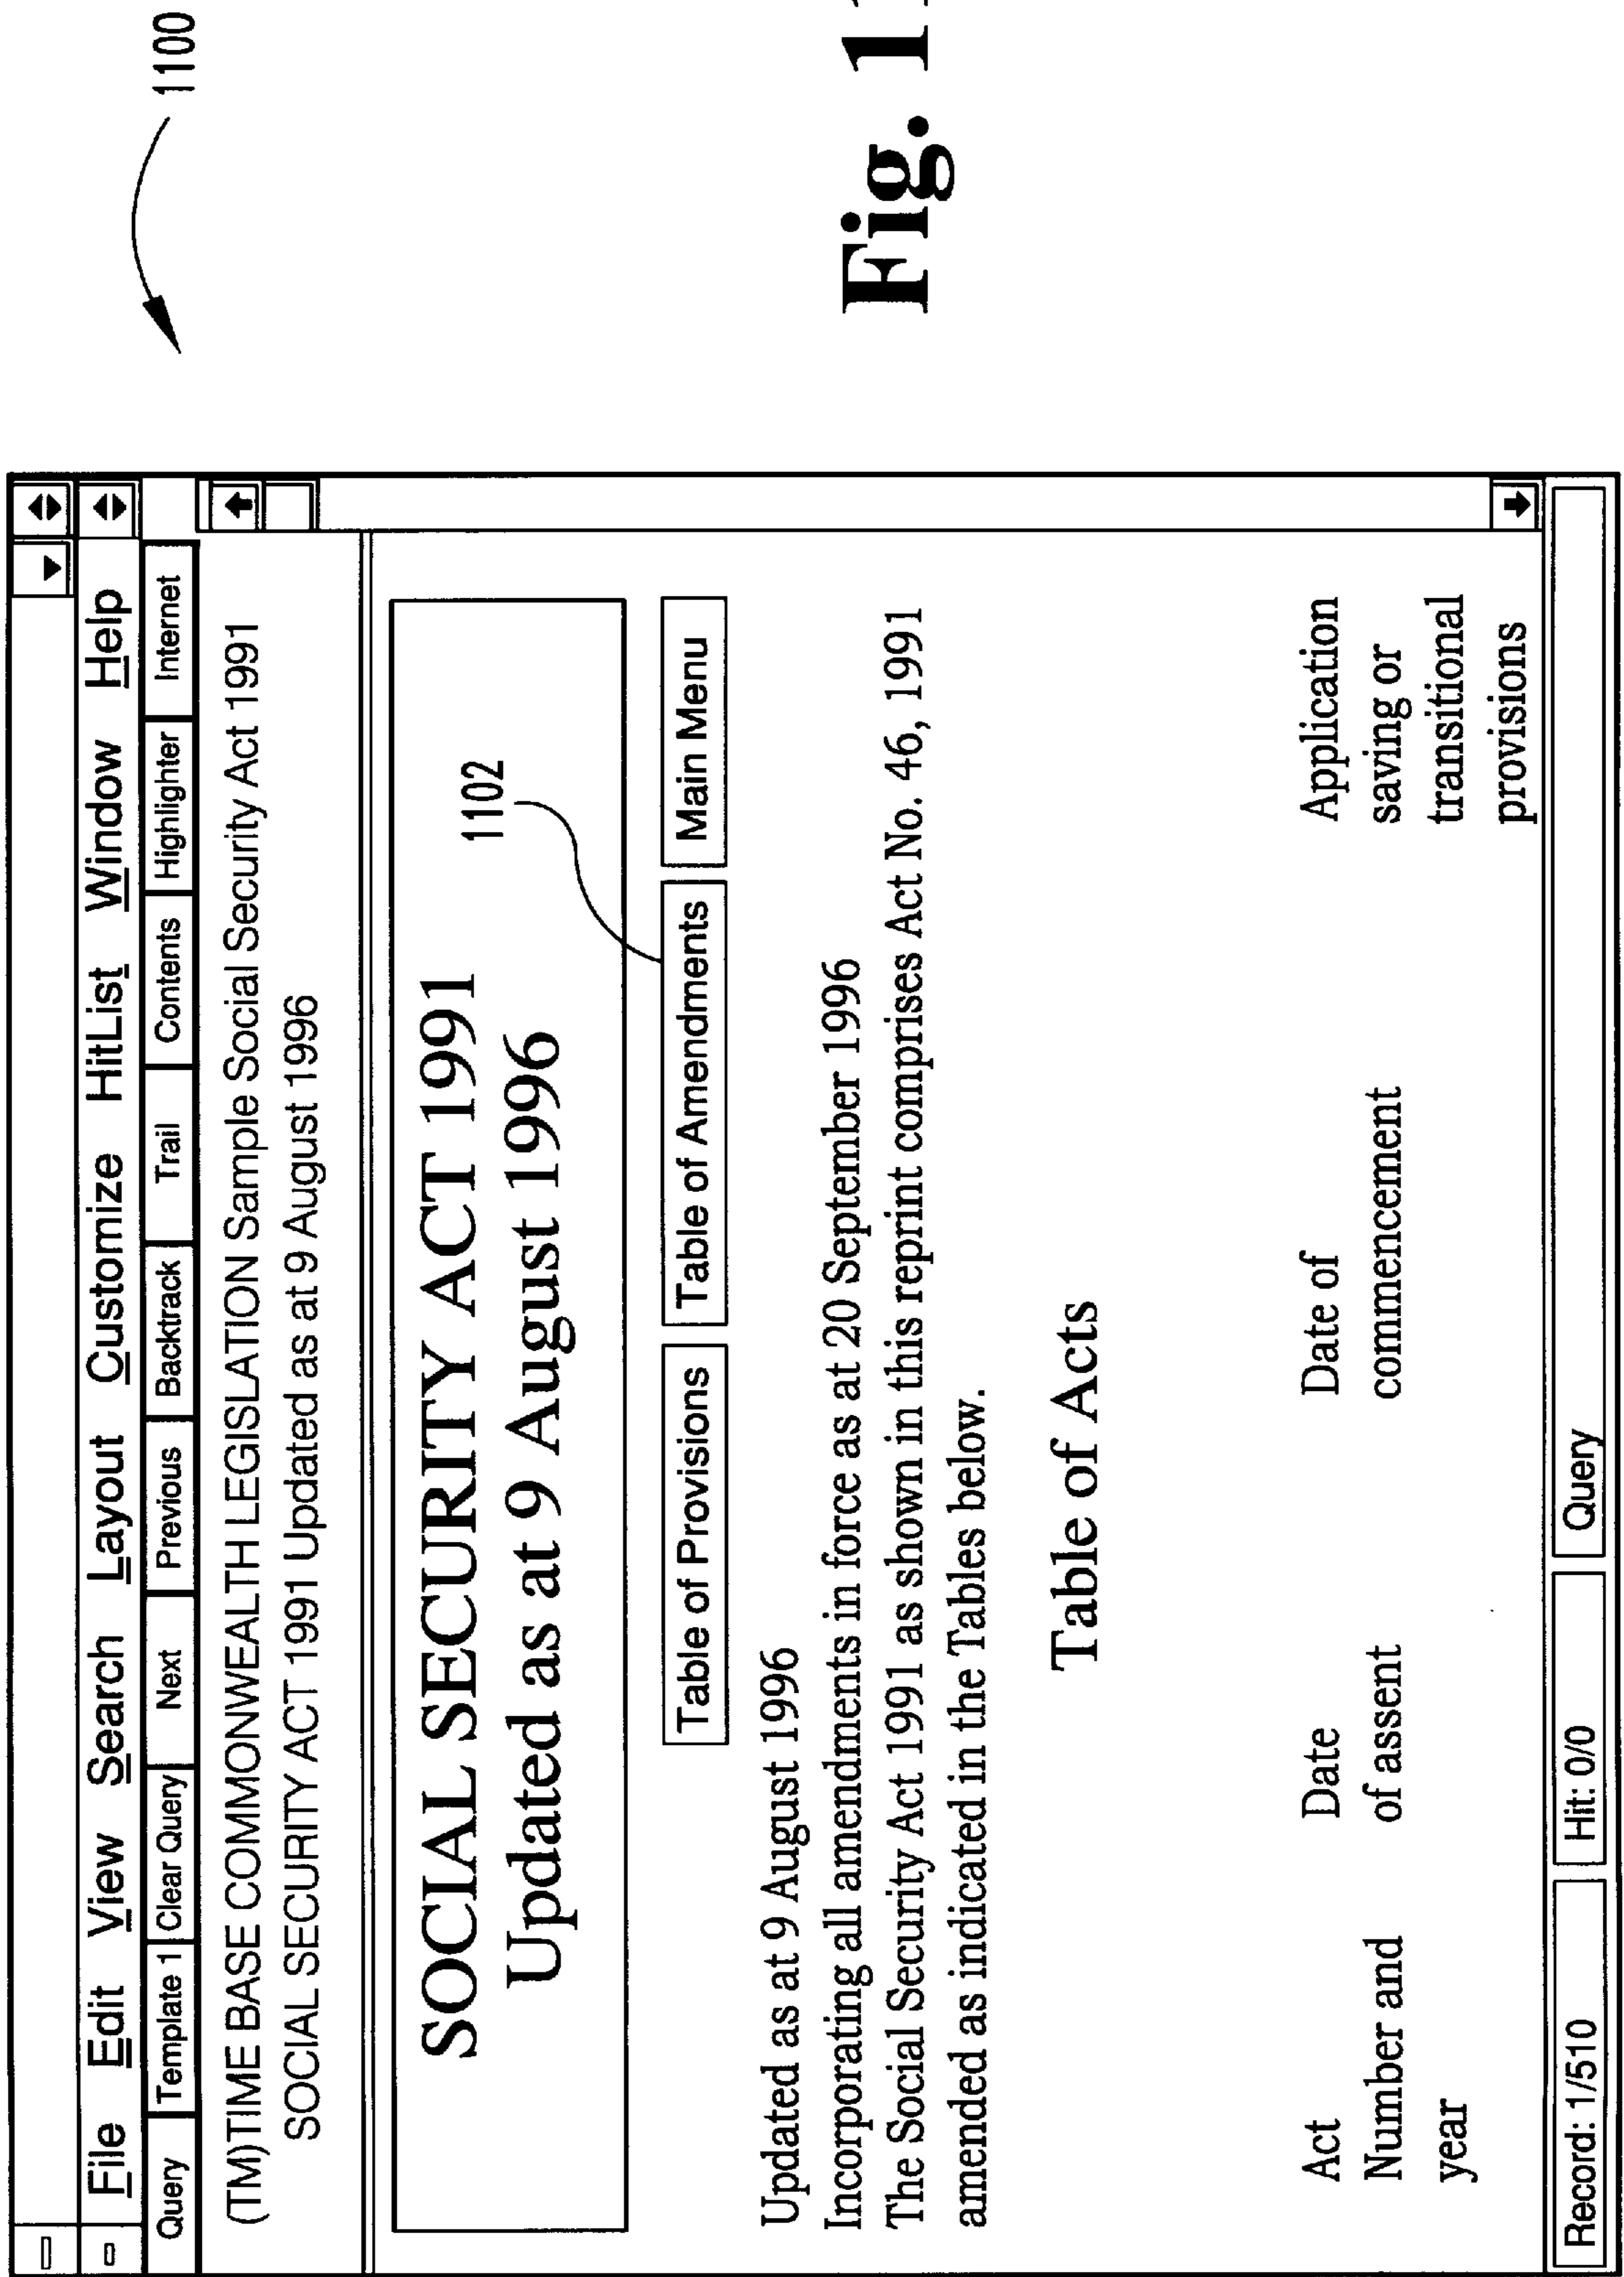 1100
File Edit View Search Layout Customize HitList Window Help
Query Template 1 Clear Query Next Previous Backtrack Trail Contents Highlighter Internet
(TM)TIME BASE COMMONWEALTH LEGISLATION Sample Social Security Act 1991
SOCIAL SECURITY ACT 1991 Updated as at 9 August 1996
SOCIAL SECURITY ACT 1991
Updated as at 9 August 1996
1102
Table of Provisions Table of Amendments Main Menu
Updated as at 9 August 1996
Incorporating all amendments in force as at 20 September 1996
The Social Security Act 1991 as shown in this reprint comprises Act No. 46, 1991
amended as indicated in the Tables below.
Table of Acts
Act Date Date of Application
Number and of assent commencement saving or
year transitional
provisions
Record: 1/510 Hit: 0/0 Query
Fig. 11